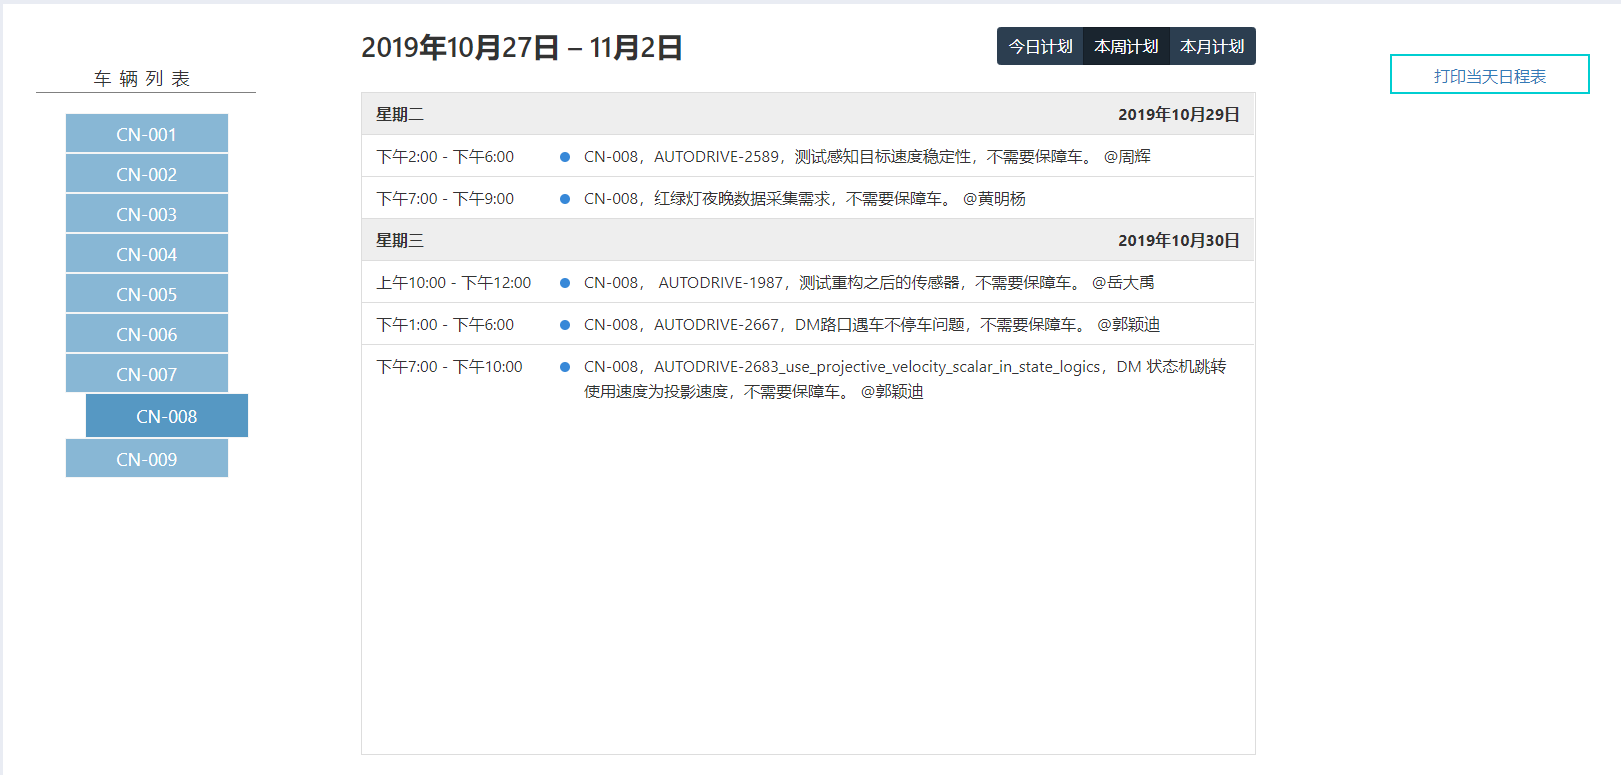 车辆列表
CN-001
CN-002
CN-003
CN-004
CN-005
CN-006
CN-007
CN-008
CN-009
2019年10月27日 – 11月2日
今日计划 本周计划 本月计划
星期二 2019年10月29日
下午2:00 - 下午6:00 CN-008，AUTODRIVE-2589，测试感知目标速度稳定性，不需要保障车。 @周辉
下午7:00 - 下午9:00 CN-008，红绿灯夜晚数据采集需求，不需要保障车。 @黄明杨
星期三 2019年10月30日
上午10:00 - 下午12:00 CN-008， AUTODRIVE-1987，测试重构之后的传感器，不需要保障车。 @岳大禹
下午1:00 - 下午6:00 CN-008，AUTODRIVE-2667，DM路口遇车不停车问题，不需要保障车。 @郭颖迪
下午7:00 - 下午10:00 CN-008，AUTODRIVE-2683_use_projective_velocity_scalar_in_state_logics，DM 状态机跳转
使用速度为投影速度，不需要保障车。 @郭颖迪
打印当天日程表